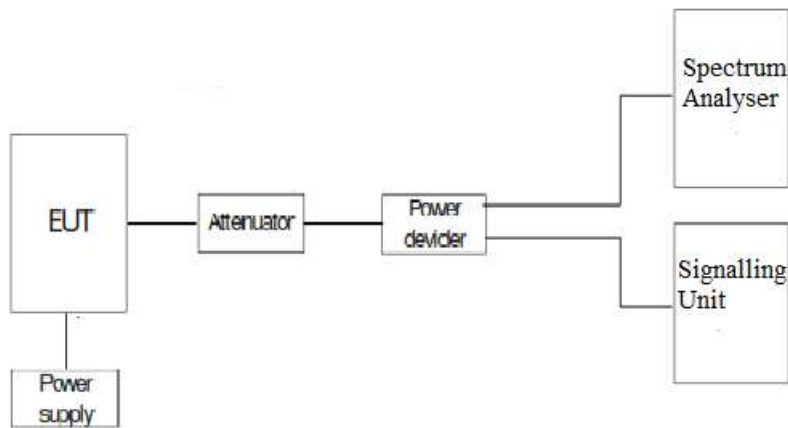 Spectrum
Analyser
EUT
Attenuator
Power
devider
Signalling
Unit
Power
supply